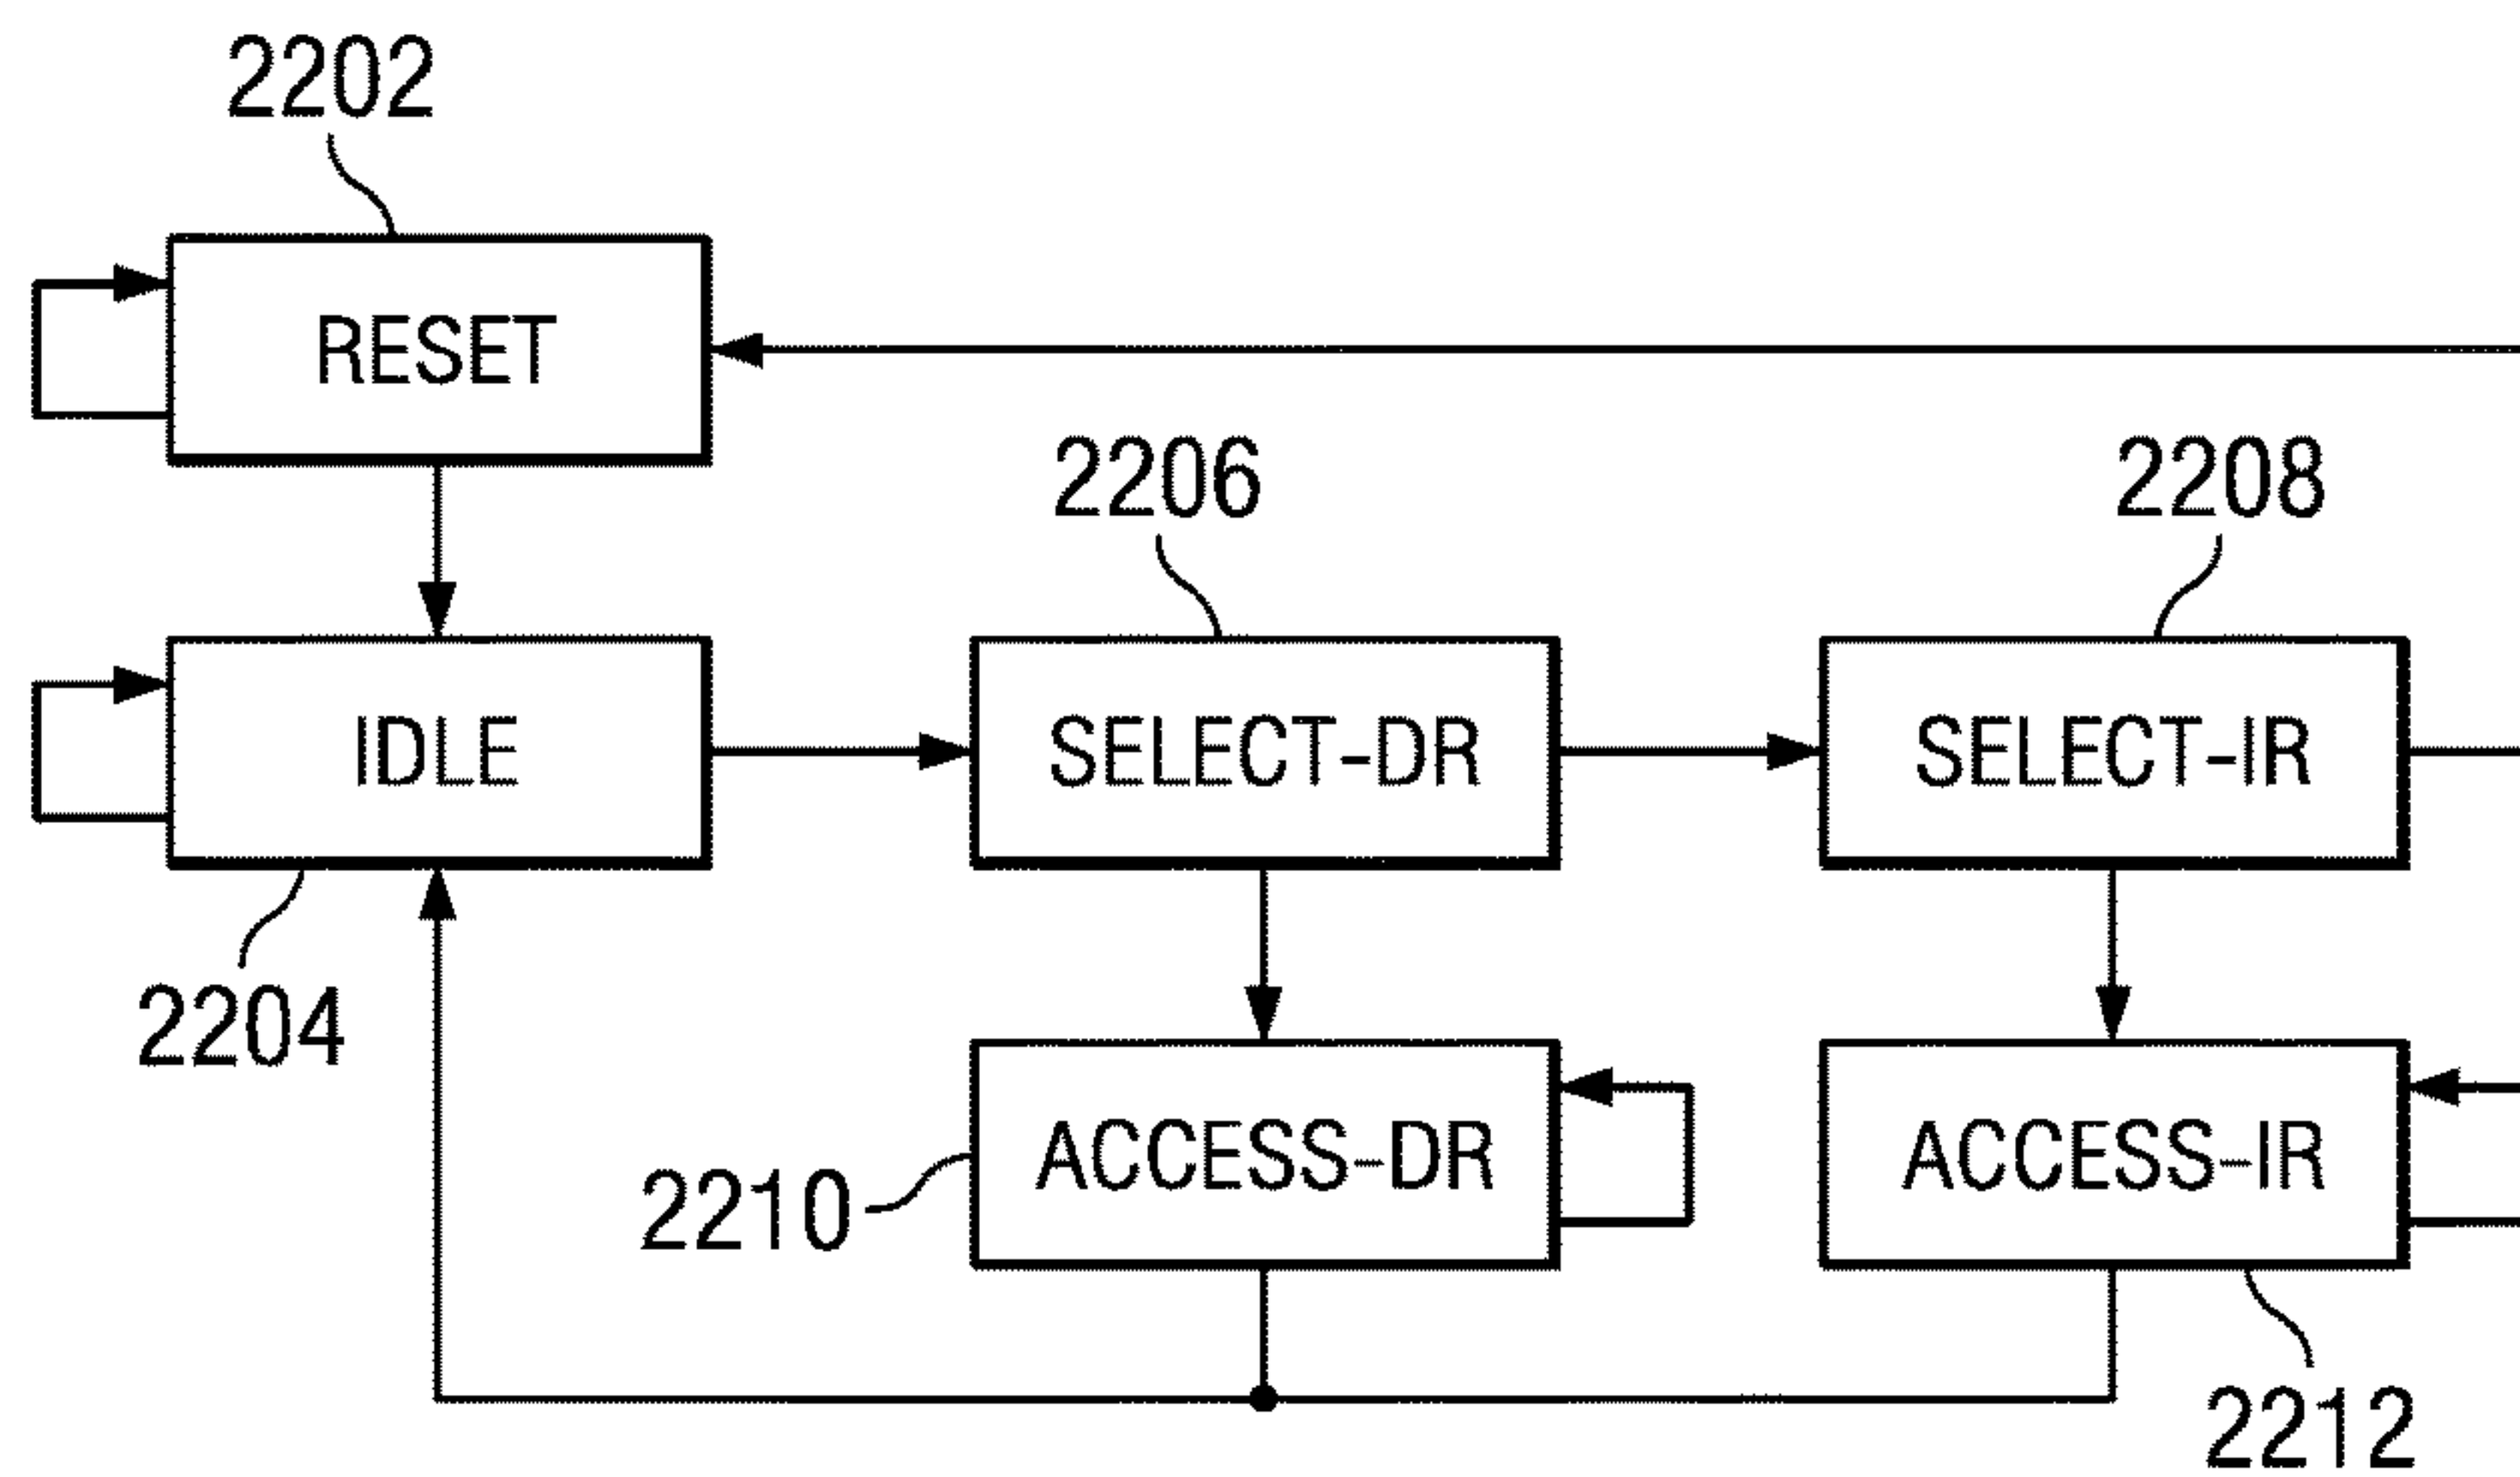 2202
RESET
2206
2208
IDLE
SELECT-DR
SELECT-IR
2204
ACCESS-DR
ACCESS-IR
2210
2212